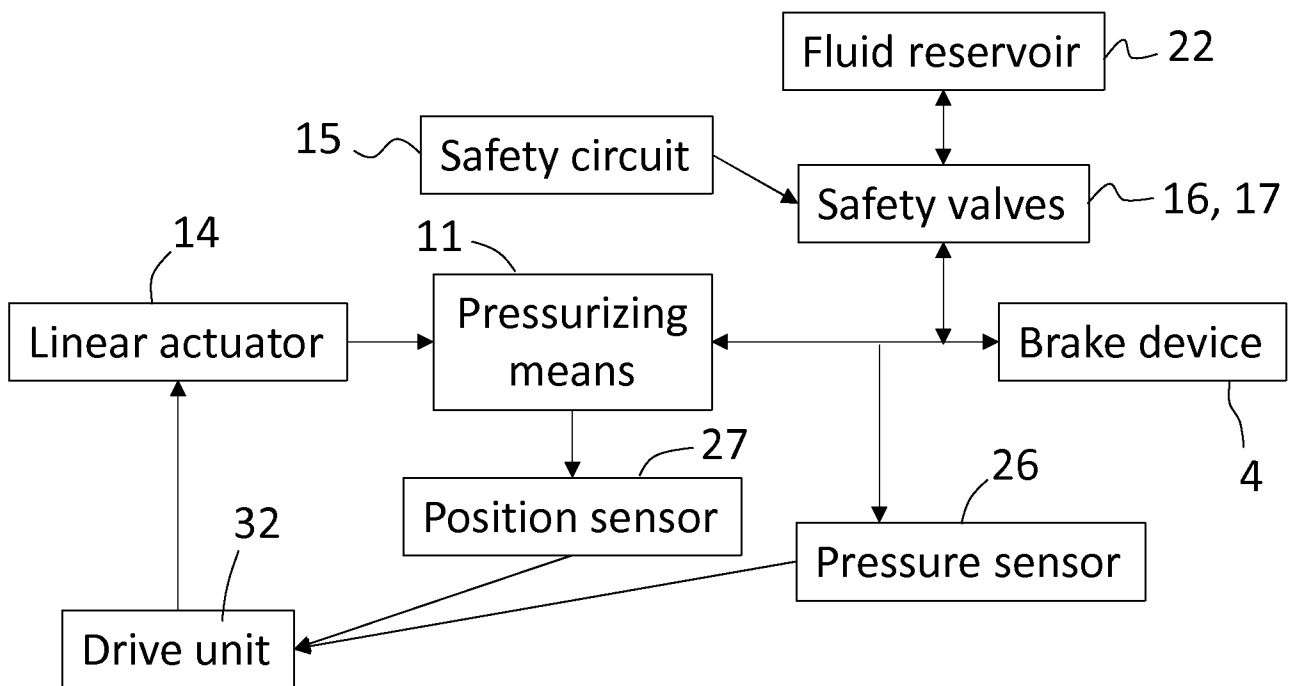 Fluid reservoir
22
15
Safety circuit
Safety valves
16, 17
14
11
Linear actuator
Pressurizing
means
Brake device
4
27
Position sensor
26
Pressure sensor
32
Drive unit